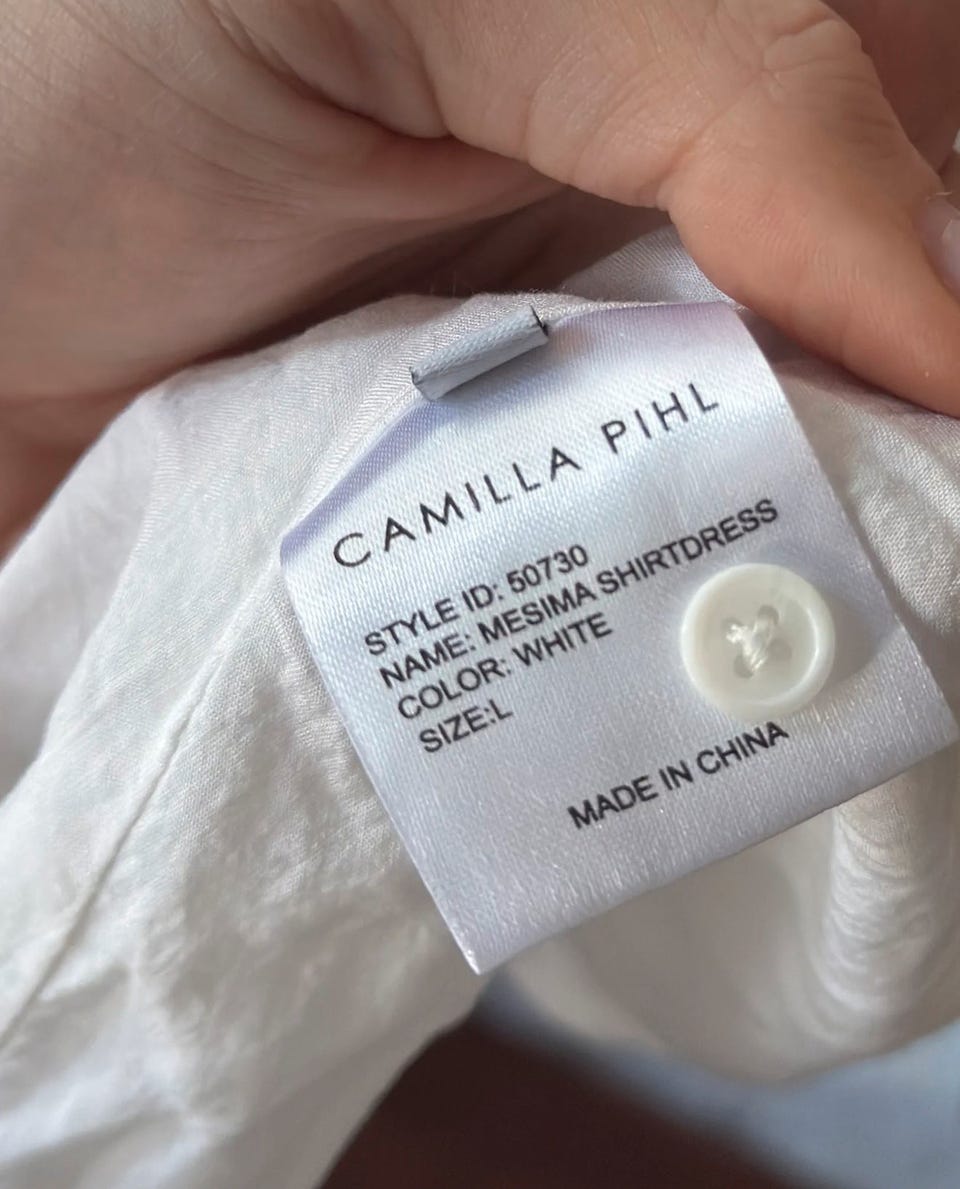 CAMILLA PIHL
STYLE ID: 50730
NAME: MESIMA SHIRTDRESS
COLOR: WHITE
SIZE:L
MADE IN CHINA